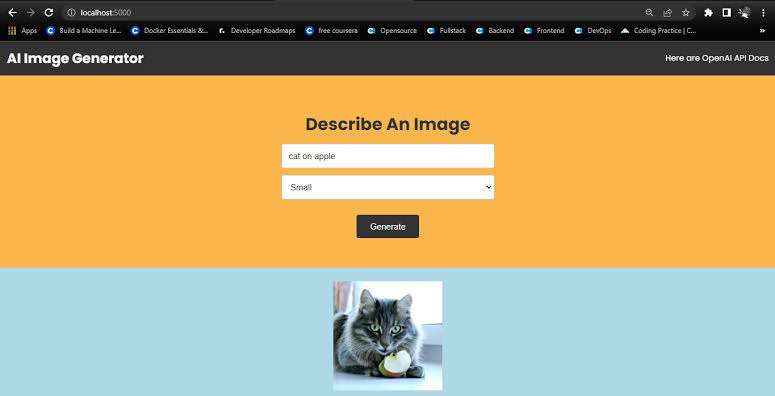 localhost:5000
Apps Build a Machine Le... Docker Essentials &... Developer Roadmaps free coursera Opensource Fullstack Backend Frontend DevOps Coding Practice | C... »
AI Image Generator Here are OpenAI API Docs
Describe An Image
cat on apple
Small
Generate